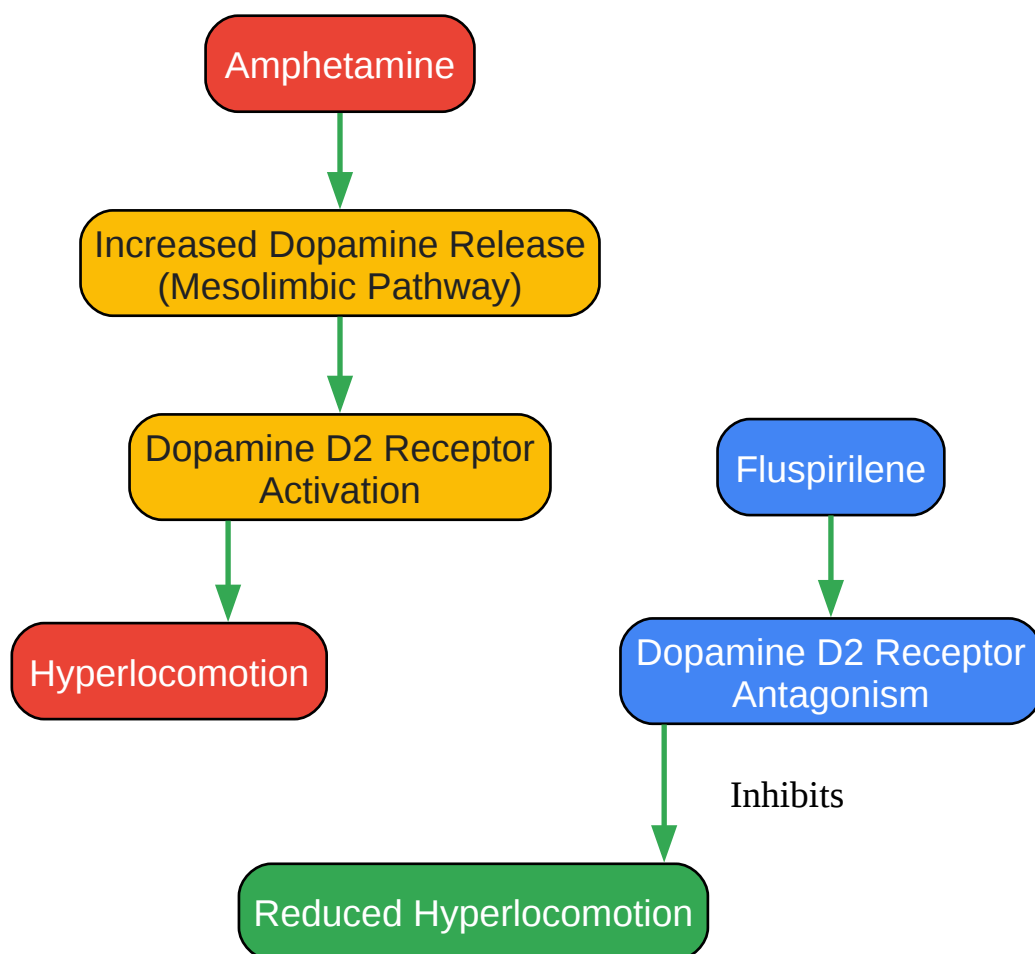 Amphetamine
Increased Dopamine Release
(Mesolimbic Pathway)
Dopamine D2 Receptor
Activation
Fluspirilene
Hyperlocomotion
Dopamine D2 Receptor
Antagonism
Inhibits
Reduced Hyperlocomotion